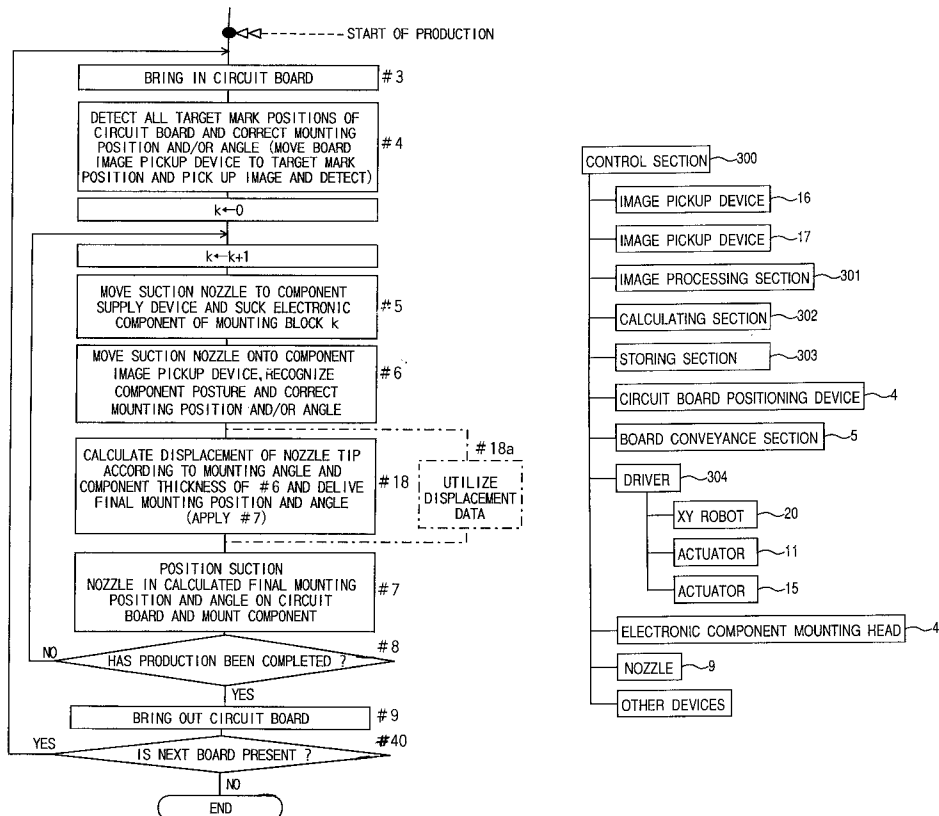 START OF PRODUCTION
BRING IN CIRCUIT BOARD
#3
DETECT ALL TARGET MARK POSITIONS OF
CIRCUIT BOARD AND CORRECT MOUNTING
POSITION AND/OR ANGLE (MOVE BOARD
IMAGE PICKUP DEVICE TO TARGET MARK
POSITION AND PICK UP IMAGE AND DETECT)
#4
k←0
k←k+1
MOVE SUCTION NOZZLE TO COMPONENT
SUPPLY DEVICE AND SUCK ELECTRONIC
COMPONENT OF MOUNTING BLOCK k
#5
MOVE SUCTION NOZZLE ONTO COMPONENT
IMAGE PICKUP DEVICE, RECOGNIZE
COMPONENT POSTURE AND CORRECT
MOUNTING POSITION AND/OR ANGLE
#6
CALCULATE DISPLACEMENT OF NOZZLE TIP
ACCORDING TO MOUNTING ANGLE AND
COMPONENT THICKNESS OF #6 AND DELIVE
FINAL MOUNTING POSITION AND ANGLE
(APPLY #7)
#18
#18a
UTILIZE
DISPLACEMENT
DATA
POSITION SUCTION
NOZZLE IN CALCULATED FINAL MOUNTING
POSITION AND ANGLE ON CIRCUIT
BOARD AND MOUNT COMPONENT
#7
#8
NO
HAS PRODUCTION BEEN COMPLETED ?
YES
BRING OUT CIRCUIT BOARD
#9
#40
YES
IS NEXT BOARD PRESENT ?
NO
END
CONTROL SECTION
300
IMAGE PICKUP DEVICE
16
IMAGE PICKUP DEVICE
17
IMAGE PROCESSING SECTION
301
CALCULATING SECTION
302
STORING SECTION
303
CIRCUIT BOARD POSITIONING DEVICE
4
BOARD CONVEYANCE SECTION
5
DRIVER
304
XY ROBOT
20
ACTUATOR
11
ACTUATOR
15
ELECTRONIC COMPONENT MOUNTING HEAD
4
NOZZLE
9
OTHER DEVICES